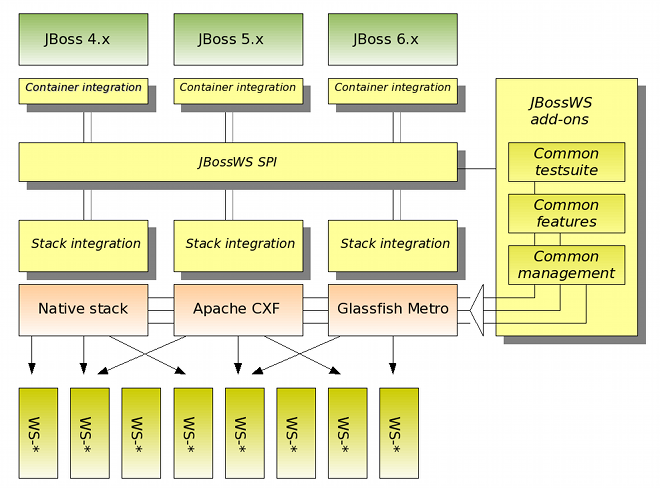 JBoss 4.x
JBoss 5.x
JBoss 6.x
Container integration
Container integration
Container integration
JBossWS
add-ons
JBossWS SPI
Common
testsuite
Common
features
Common
management
Stack integration
Stack integration
Stack integration
Native stack
Apache CXF
Glassfish Metro
WS-*
WS-*
WS-*
WS-*
WS-*
WS-*
WS-*
WS-*